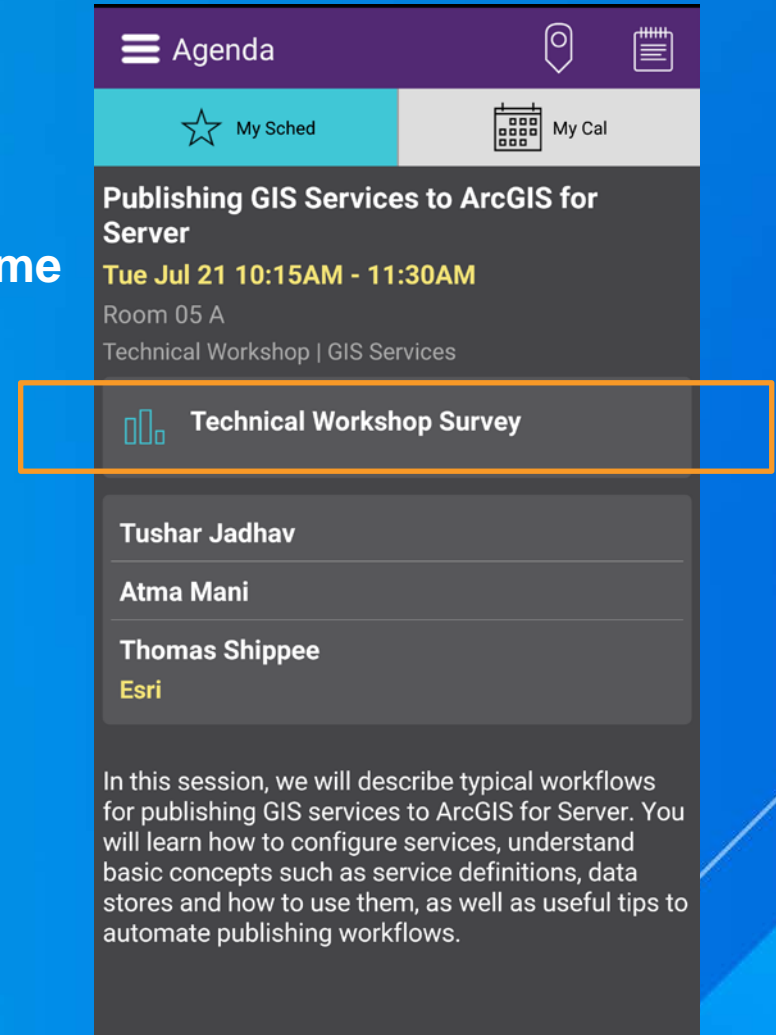 Agenda
My Sched
My Cal
Publishing GIS Services to ArcGIS for
Server
me
Tue Jul 21 10:15AM - 11:30AM
Room 05 A
Technical Workshop | GIS Services
Technical Workshop Survey
Tushar Jadhav
Atma Mani
Thomas Shippee
Esri
In this session, we will describe typical workflows
for publishing GIS services to ArcGIS for Server. You
will learn how to configure services, understand
basic concepts such as service definitions, data
stores and how to use them, as well as useful tips to
automate publishing workflows.